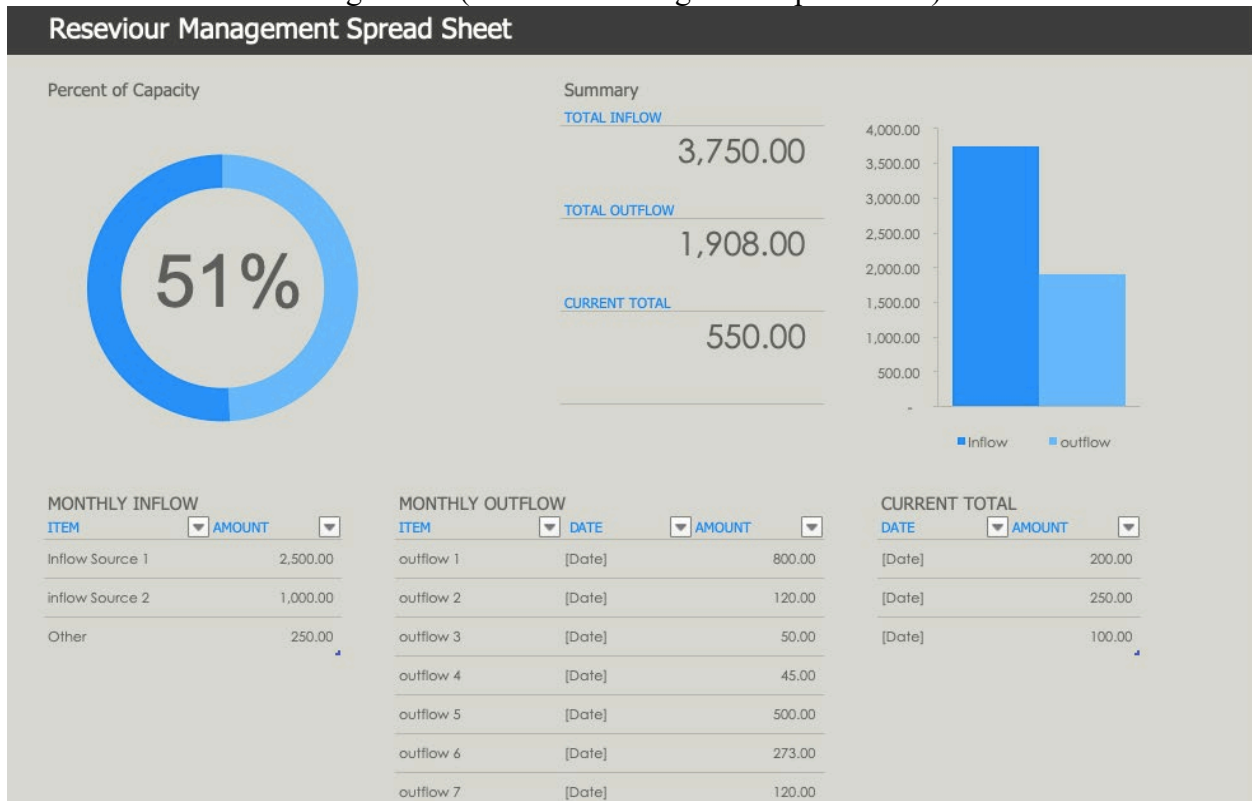 Reseviour Management Spread Sheet
Percent of Capacity
51%
Summary
TOTAL INFLOW
3,750.00
TOTAL OUTFLOW
1,908.00
CURRENT TOTAL
550.00
4,000.00
3,500.00
3,000.00
2,500.00
2,000.00
1,500.00
1,000.00
500.00
-
Inflow outflow
MONTHLY INFLOW
ITEM AMOUNT
Inflow Source 1 2,500.00
inflow Source 2 1,000.00
Other 250.00
MONTHLY OUTFLOW
ITEM DATE AMOUNT
outflow 1 [Date] 800.00
outflow 2 [Date] 120.00
outflow 3 [Date] 50.00
outflow 4 [Date] 45.00
outflow 5 [Date] 500.00
outflow 6 [Date] 273.00
outflow 7 [Date] 120.00
CURRENT TOTAL
DATE AMOUNT
[Date] 200.00
[Date] 250.00
[Date] 100.00